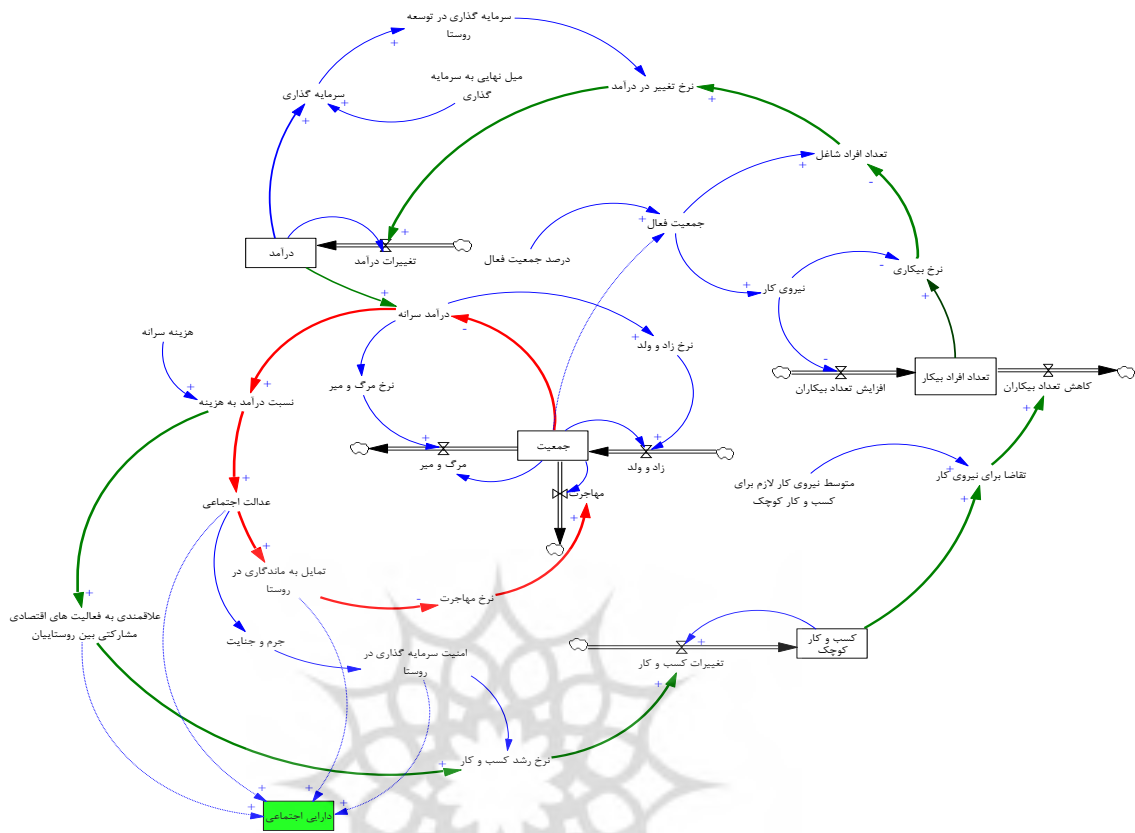 سرمایه گذاری در توسعه
روستا
میل نهایی به سرمایه
گذاری
سرمایه گذاری
نرخ تغییر در درآمد
+
+
+
+
تعداد افراد شاغل
+
-
جمعیت فعال
+
درصد جمعیت فعال
درآمد
تغییرات درآمد
+
نیروی کار
+
نرخ بیکاری
-
+
درآمد سرانه
+
-
هزینه سرانه
نرخ زاد و ولد
+
نرخ مرگ و میر
+
نسبت درآمد به هزینه
+
+
افزایش تعداد بیکاران
-
تعداد افراد بیکار
کاهش تعداد بیکاران
+
جمعیت
مرگ و میر
+
زاد و ولد
+
مهاجرت
+
متوسط نیروی کار لازم برای
کسب و کار کوچک
تقاضا برای نیروی کار
+
+
عدالت اجتماعی
+
تمایل به ماندگاری در
روستا
+
نرخ مهاجرت
-
علاقمندی به فعالیت های اقتصادی
مشارکتی بین روستاییان
+
جرم و جنایت
امنیت سرمایه گذاری در
روستا
تغییرات کسب و کار
+
+
کسب و کار
کوچک
نرخ رشد کسب و کار
+
دارایی اجتماعی
+
+
+
+